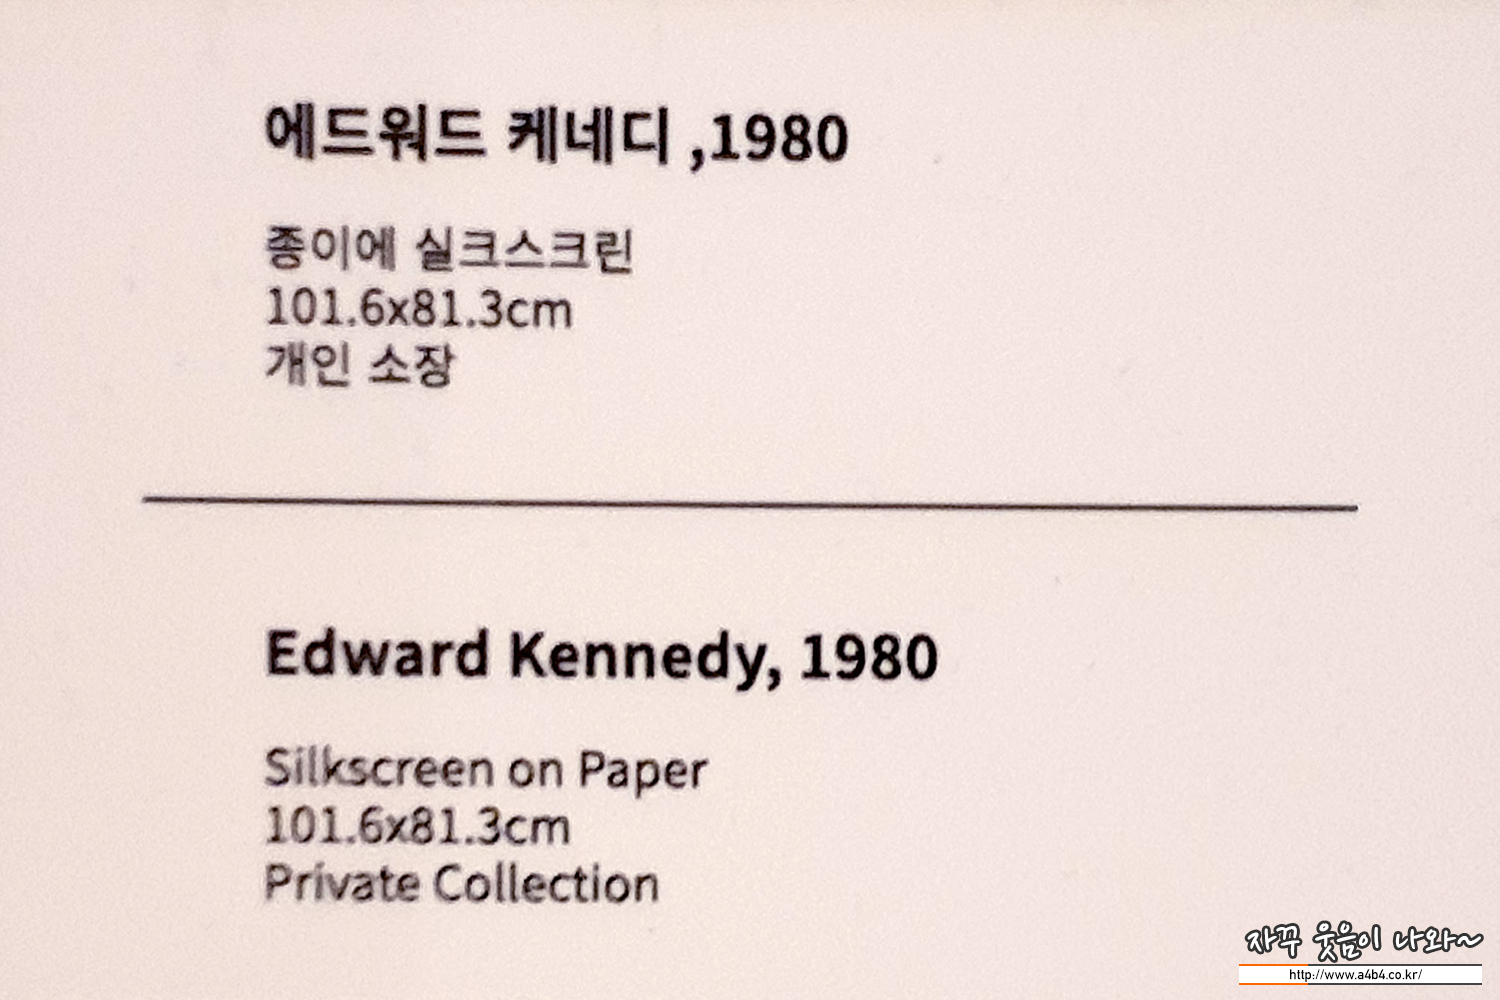 에드워드 케네디 ,1980
종이에 실크스크린
101.6x81.3cm
개인 소장
Edward Kennedy, 1980
Silkscreen on Paper
101.6x81.3cm
Private Collection
자꾸 웃음이 나와~
http://www.a4b4.co.kr/